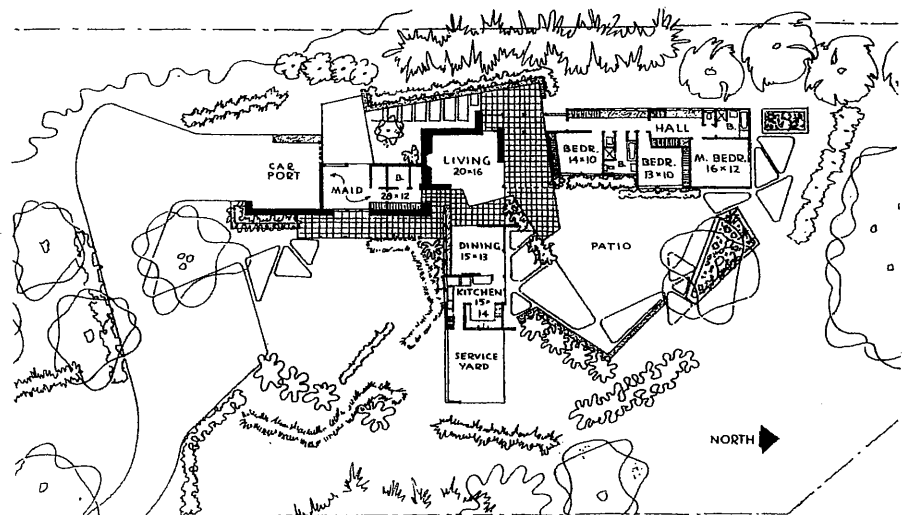 CAR
PORT
MAID
B.
28×12
LIVING
20×16
BEDR.
14×10
B.
HALL
BEDR.
13×10
B.
M. BEDR.
16×12
DINING
15×13
KITCHEN
15×
14
SERVICE
YARD
PATIO
NORTH